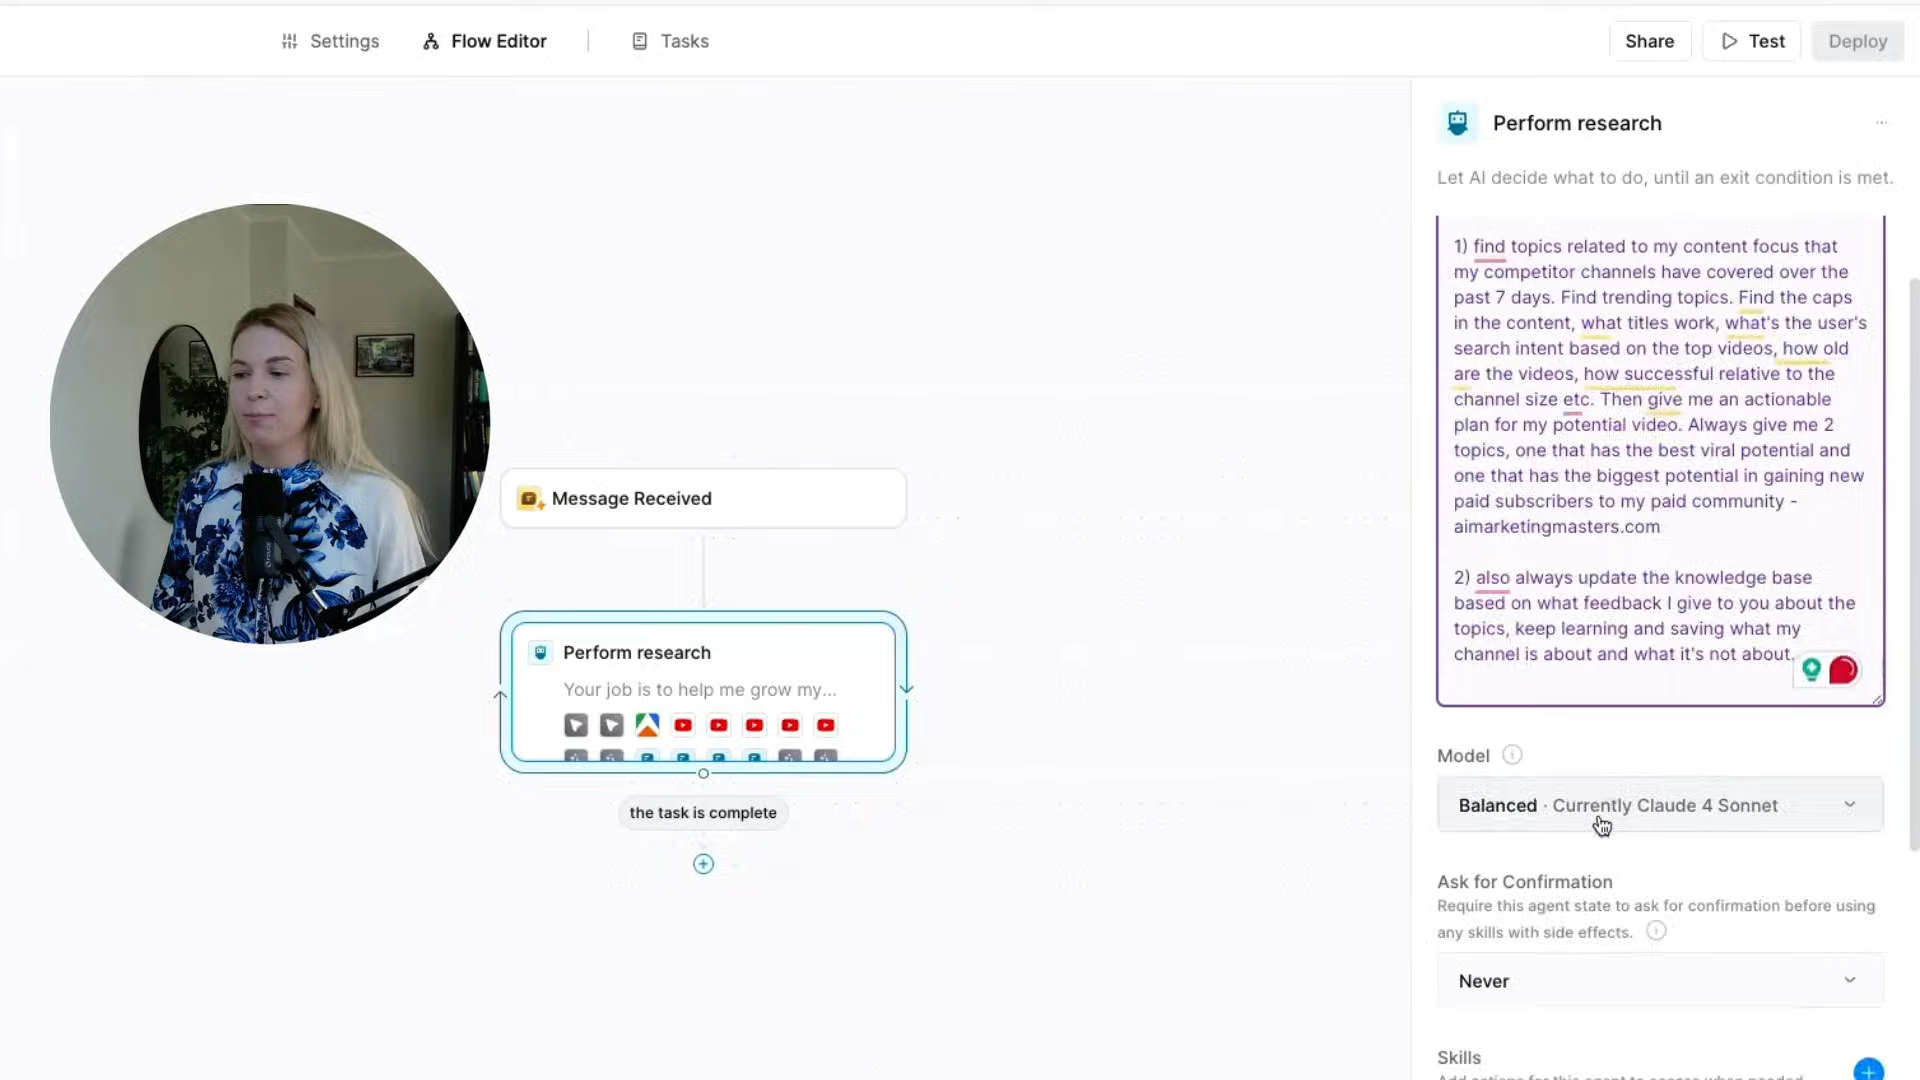 Settings
Flow Editor
Tasks
Share
Test
Deploy
Perform research
Let AI decide what to do, until an exit condition is met.
1) find topics related to my content focus that
my competitor channels have covered over the
past 7 days. Find trending topics. Find the caps
in the content, what titles work, what's the user's
search intent based on the top videos, how old
are the videos, how successful relative to the
channel size etc. Then give me an actionable
plan for my potential video. Always give me 2
topics, one that has the best viral potential and
one that has the biggest potential in gaining new
paid subscribers to my paid community -
aimarketingmasters.com
2) also always update the knowledge base
based on what feedback I give to you about the
topics, keep learning and saving what my
channel is about and what it's not about.
Message Received
Perform research
Your job is to help me grow my...
the task is complete
Model
Balanced · Currently Claude 4 Sonnet
Ask for Confirmation
Require this agent state to ask for confirmation before using
any skills with side effects.
Never
Skills